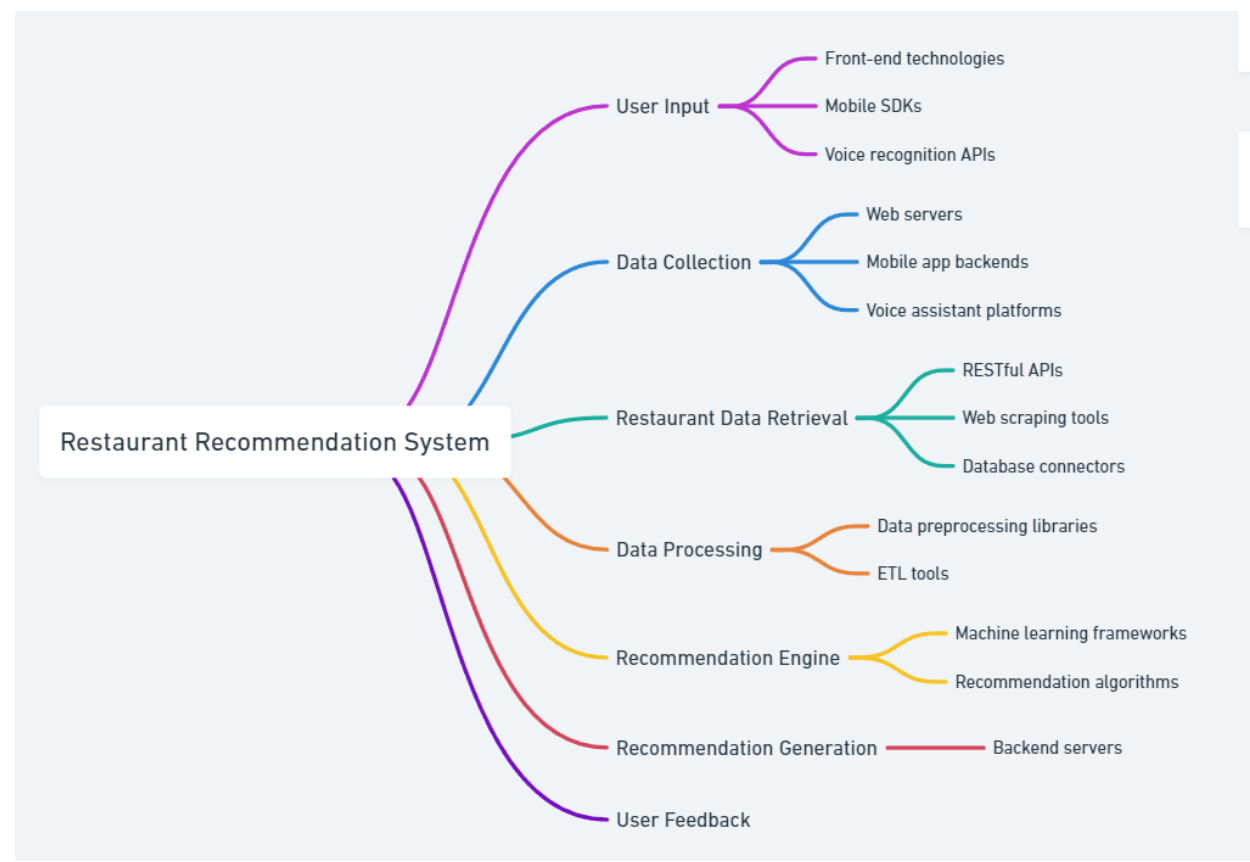 Restaurant Recommendation System
User Input
Front-end technologies
Mobile SDKs
Voice recognition APIs
Data Collection
Web servers
Mobile app backends
Voice assistant platforms
Restaurant Data Retrieval
RESTful APIs
Web scraping tools
Database connectors
Data Processing
Data preprocessing libraries
ETL tools
Recommendation Engine
Machine learning frameworks
Recommendation algorithms
Recommendation Generation
Backend servers
User Feedback